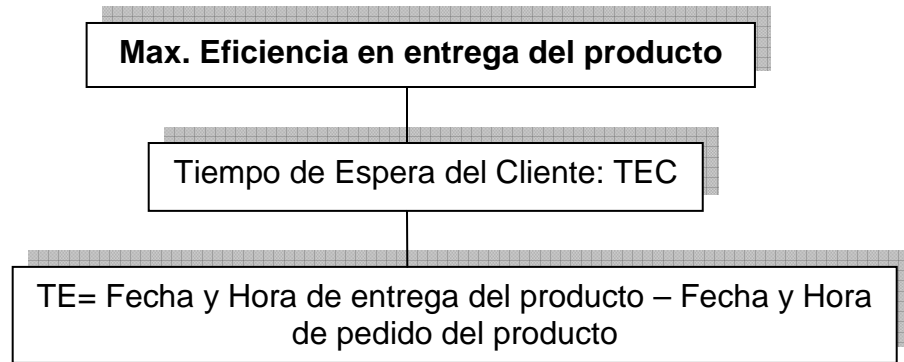 Max. Eficiencia en entrega del producto
Tiempo de Espera del Cliente: TEC
TE= Fecha y Hora de entrega del producto – Fecha y Hora
de pedido del producto